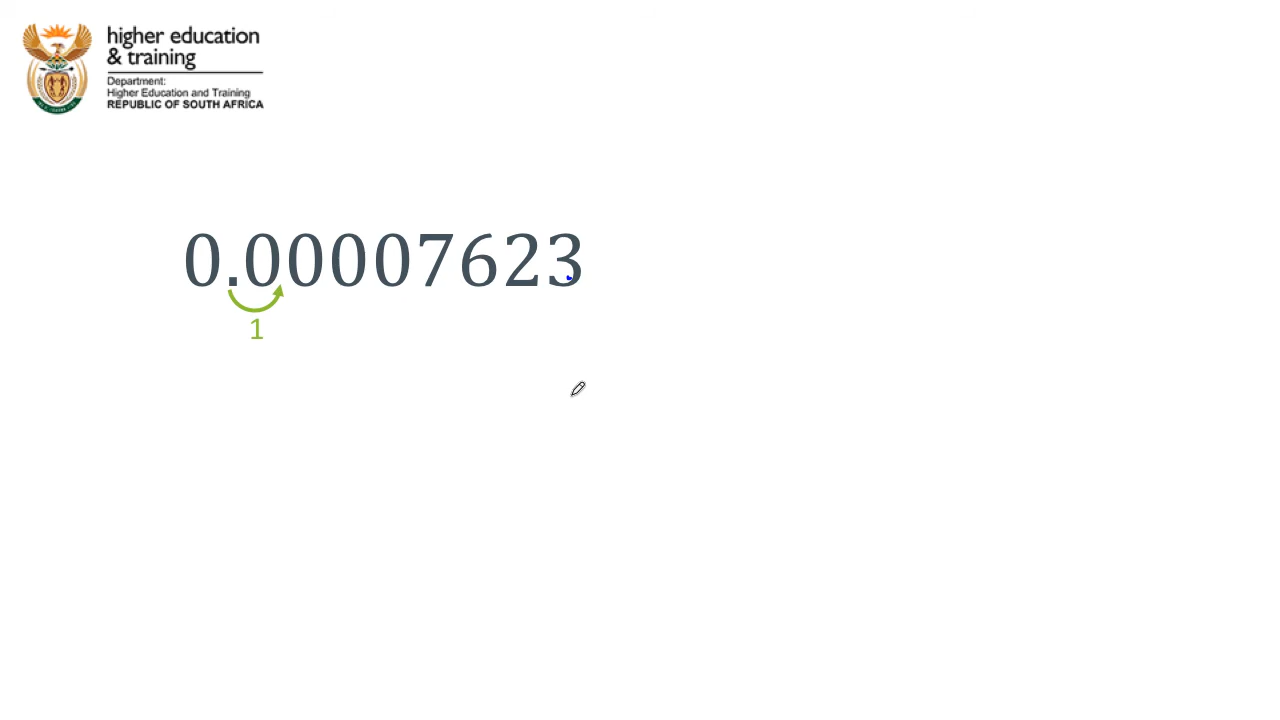 higher education
& training
Department:
Higher Education and Training
REPUBLIC OF SOUTH AFRICA
0.00007623
1